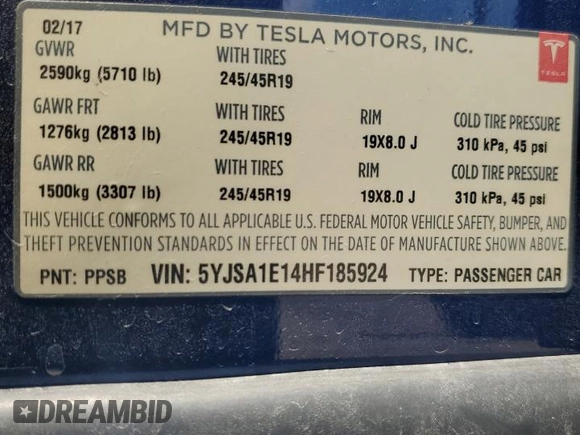 02/17 MFD BY TESLA MOTORS, INC.
GVWR WITH TIRES
2590kg (5710 lb) 245/45R19
TESLA
GAWR FRT WITH TIRES RIM COLD TIRE PRESSURE
1276kg (2813 lb) 245/45R19 19X8.0 J 310 kPa, 45 psi
GAWR RR WITH TIRES RIM COLD TIRE PRESSURE
1500kg (3307 lb) 245/45R19 19X8.0 J 310 kPa, 45 psi
THIS VEHICLE CONFORMS TO ALL APPLICABLE U.S. FEDERAL MOTOR VEHICLE SAFETY, BUMPER, AND
THEFT PREVENTION STANDARDS IN EFFECT ON THE DATE OF MANUFACTURE SHOWN ABOVE.
PNT: PPSB VIN: 5YJSA1E14HF185924 TYPE: PASSENGER CAR
DREAMBID